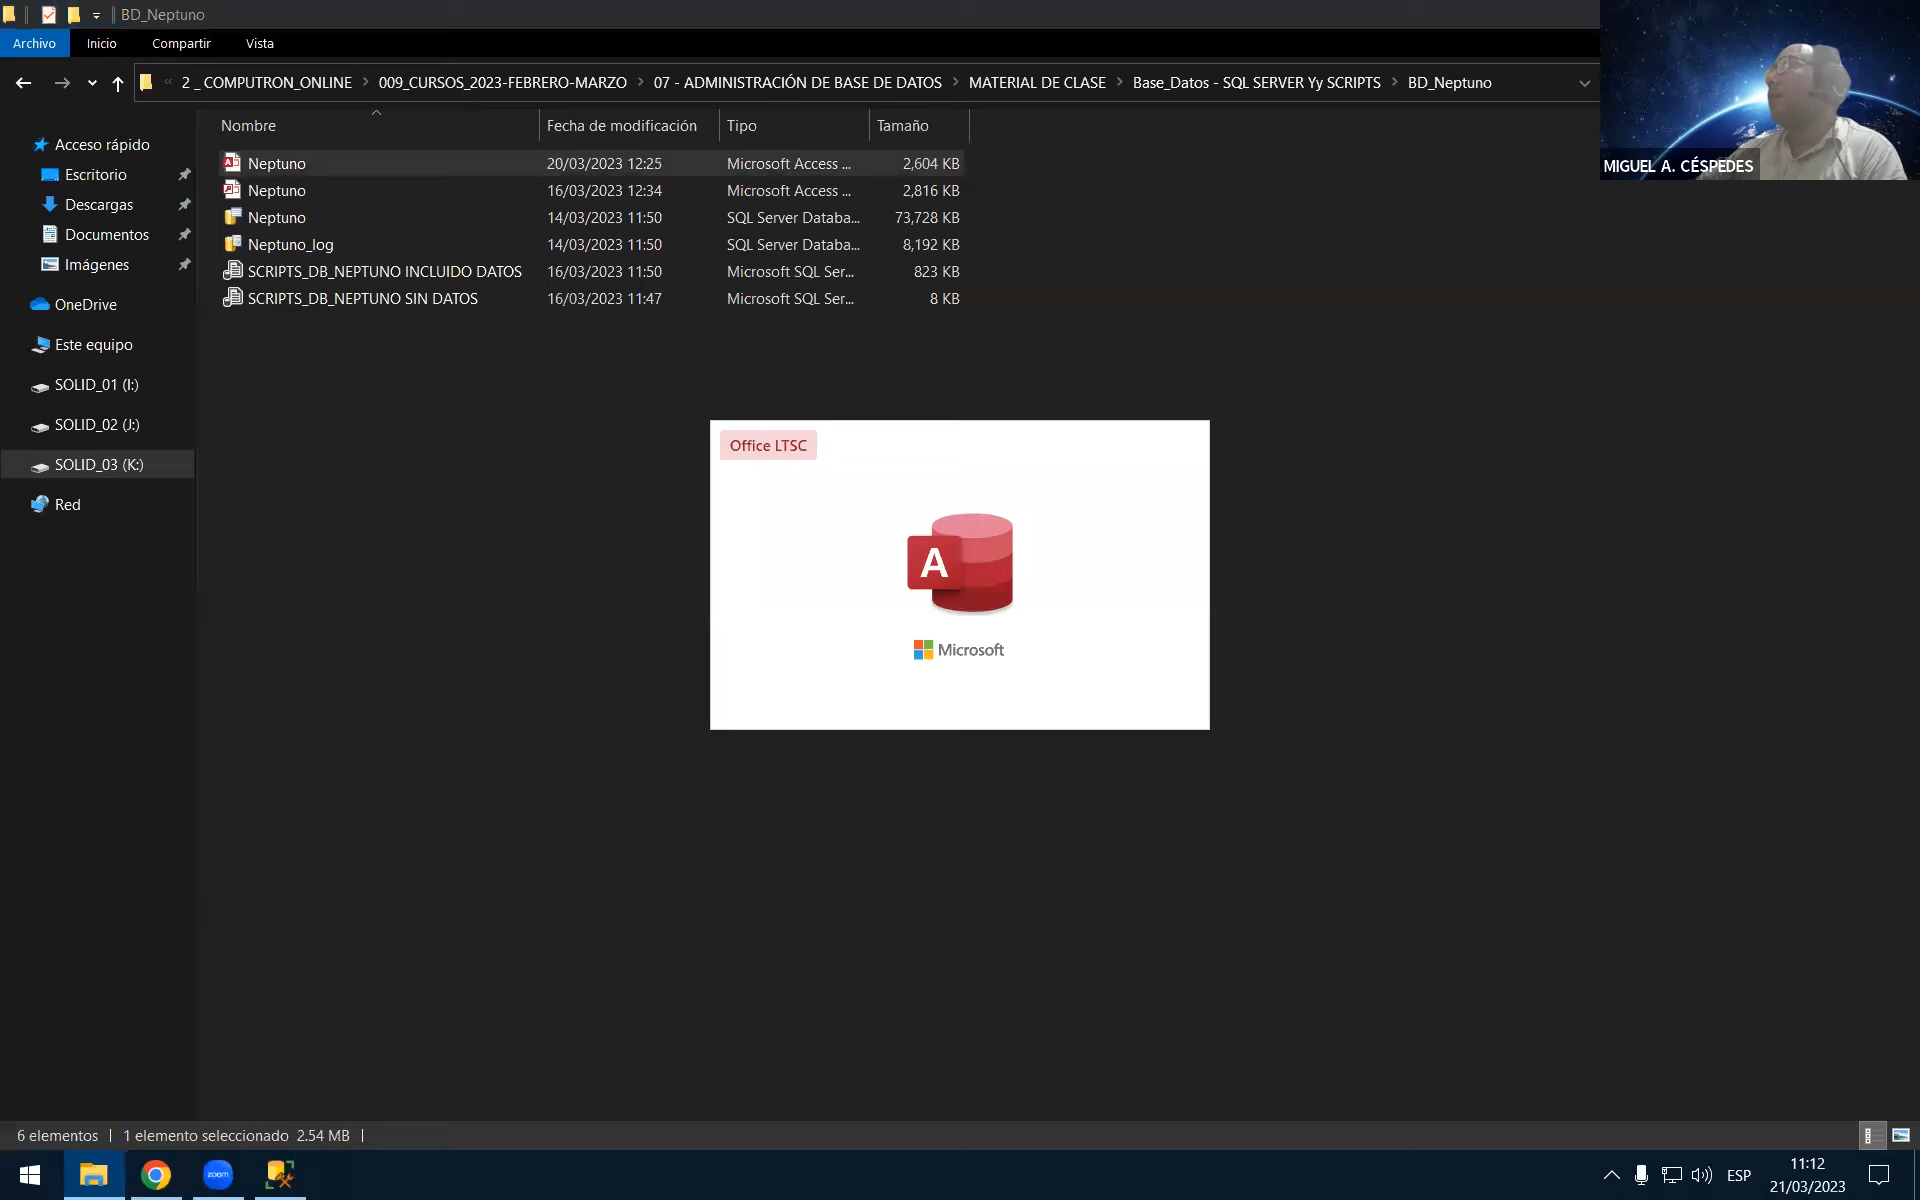 BD_Neptuno
Archivo Inicio Compartir Vista
« 2 _ COMPUTRON_ONLINE > 009_CURSOS_2023-FEBRERO-MARZO > 07 - ADMINISTRACIÓN DE BASE DE DATOS > MATERIAL DE CLASE > Base_Datos - SQL SERVER Yy SCRIPTS > BD_Neptuno
MIGUEL A. CÉSPEDES
Acceso rápido
Escritorio
Descargas
Documentos
Imágenes
OneDrive
Este equipo
SOLID_01 (I:)
SOLID_02 (J:)
SOLID_03 (K:)
Red
Nombre Fecha de modificación Tipo Tamaño
Neptuno 20/03/2023 12:25 Microsoft Access ... 2,604 KB
Neptuno 16/03/2023 12:34 Microsoft Access ... 2,816 KB
Neptuno 14/03/2023 11:50 SQL Server Databa... 73,728 KB
Neptuno_log 14/03/2023 11:50 SQL Server Databa... 8,192 KB
SCRIPTS_DB_NEPTUNO INCLUIDO DATOS 16/03/2023 11:50 Microsoft SQL Ser... 823 KB
SCRIPTS_DB_NEPTUNO SIN DATOS 16/03/2023 11:47 Microsoft SQL Ser... 8 KB
Office LTSC
A
Microsoft
6 elementos 1 elemento seleccionado 2.54 MB
zoom
ESP
11:12
21/03/2023